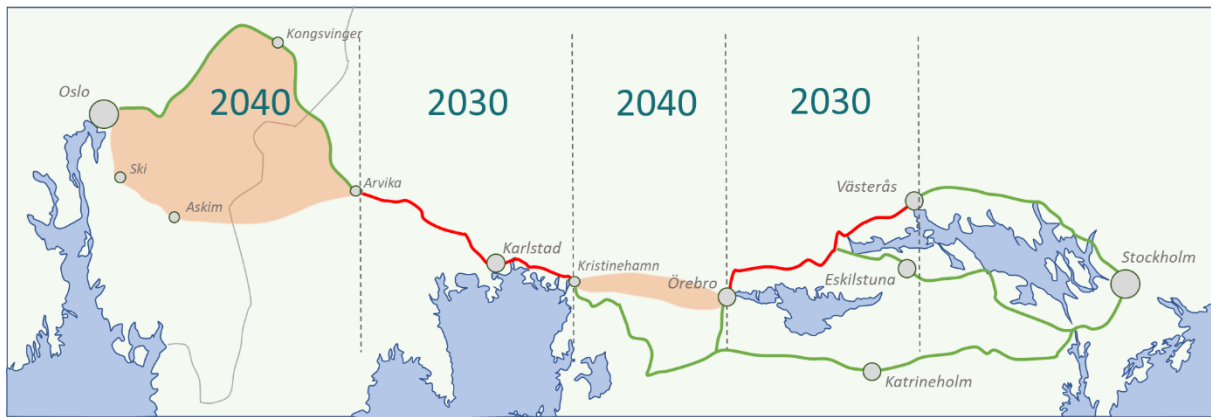 Kongsvinger
Oslo
2040
2030
2040
2030
Ski
Askim
Arvika
Västerås
Karlstad
Kristinehamn
Örebro
Eskilstuna
Stockholm
Katrineholm